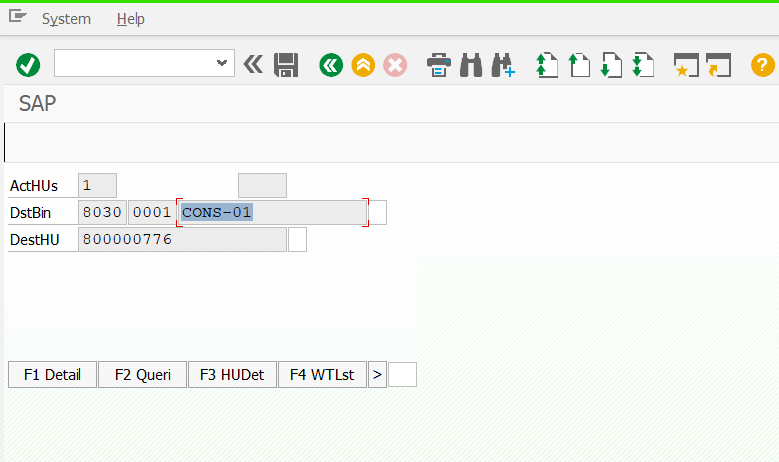 System Help
?
SAP
ActHUs 1
DstBin 8030 0001 CONS-01
DestHU 800000776
F1 Detail F2 Queri F3 HUDet F4 WTLst >